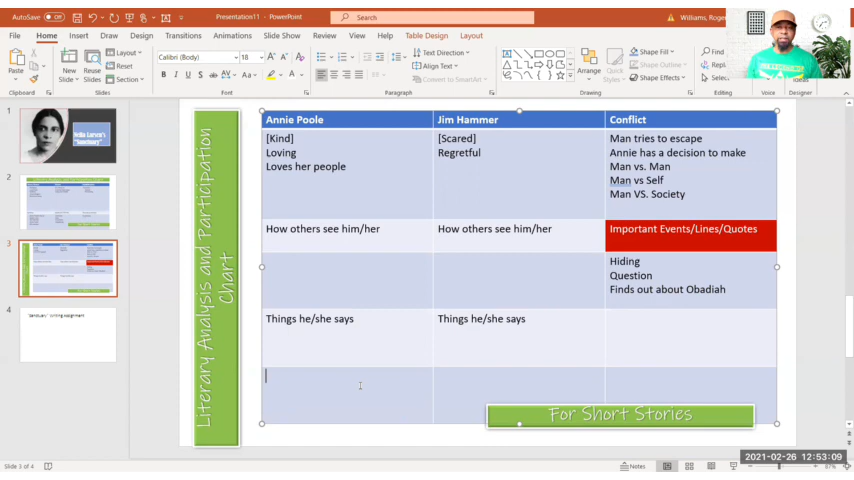 AutoSave Off Presentation11 - PowerPoint Search Williams, Roger
File Home Insert Draw Design Transitions Animations Slide Show Review View Help Table Design Layout
Paste
Clipboard
New Slide
Reuse Slides
Layout
Reset
Section
Slides
Calibri (Body) 18
Font
Text Direction
Align Text
Convert to SmartArt
Paragraph
Arrange
Quick Styles
Shape Fill
Shape Outline
Shape Effects
Drawing
Find
Editing
Voice
Ideas
Designer
1
Nella Larsen's
"Sanctuary"
2
3
4
"Sanctuary" Writing Assignment
Literary Analysis and Participation
Chart
Annie Poole Jim Hammer Conflict
[Kind]
Loving
Loves her people
[Scared]
Regretful
Man tries to escape
Annie has a decision to make
Man vs. Man
Man vs Self
Man VS. Society
How others see him/her How others see him/her Important Events/Lines/Quotes
Hiding
Question
Finds out about Obadiah
Things he/she says Things he/she says
For Short Stories
2021-02-26 12:53:09
Slide 3 of 4 Notes 87%